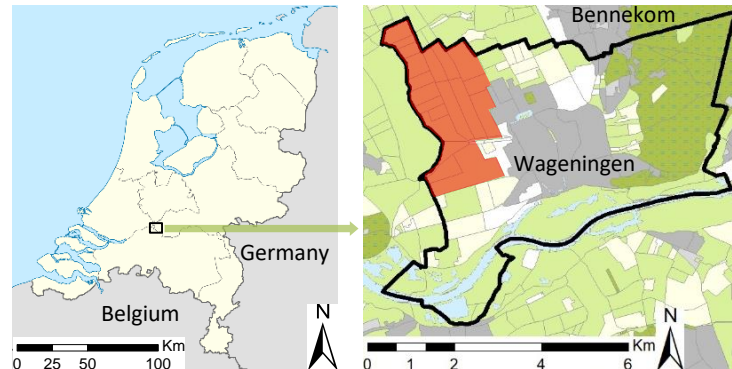 Germany
Belgium
N
Km
0 25 50 100
Bennekom
Wageningen
N
Km
0 1 2 4 6